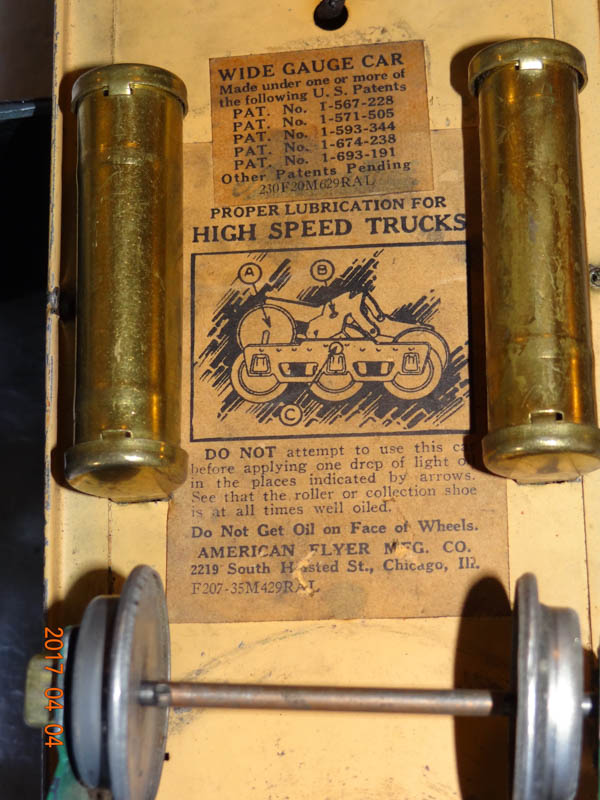 WIDE GAUGE CAR
Made under one or more of
the following U. S. Patents
PAT. No. 1-567-228
PAT. No. 1-571-505
PAT. No. 1-593-344
PAT. No. 1-674-238
PAT. No. 1-693-191
Other Patents Pending
230F20M629RAL
PROPER LUBRICATION FOR
HIGH SPEED TRUCKS
A
B
C
DO NOT attempt to use this
before applying one drop of light
in the places indicated by arrows.
See that the roller or collection shoe
is at all times well oiled.
Do Not Get Oil on Face of Wheels.
AMERICAN FLYER MFG. CO.
2219 South H sted St., Chicago, Ill.
F207-35M429RAL
2017 04 04